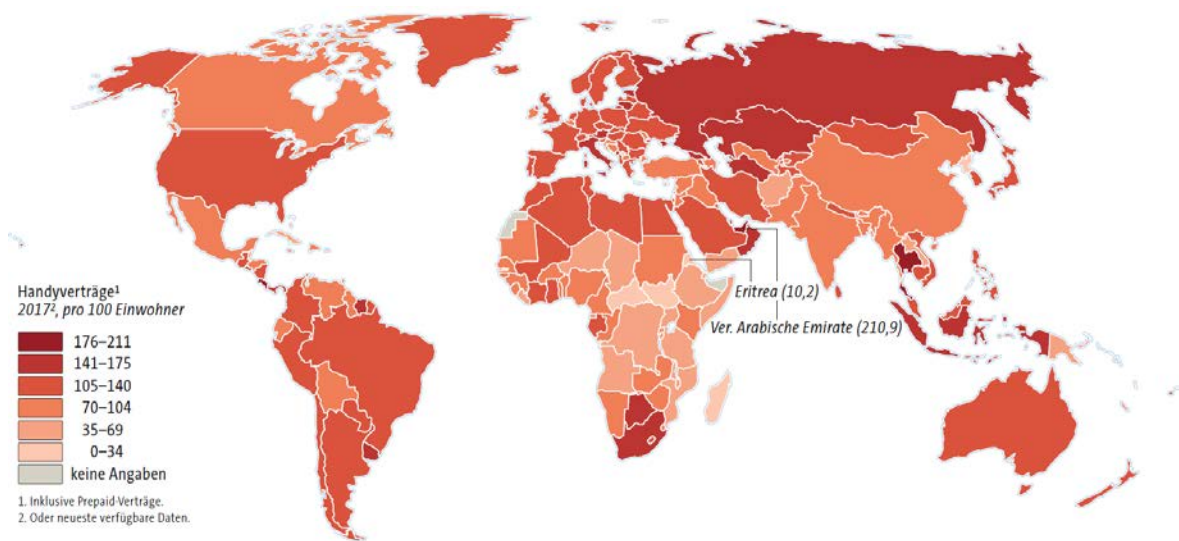 Eritrea (10,2)
Ver. Arabische Emirate (210,9)
Handyverträge¹
2017², pro 100 Einwohner
176–211
141–175
105–140
70–104
35–69
0–34
keine Angaben
1. Inklusive Prepaid-Verträge.
2. Oder neueste verfügbare Daten.